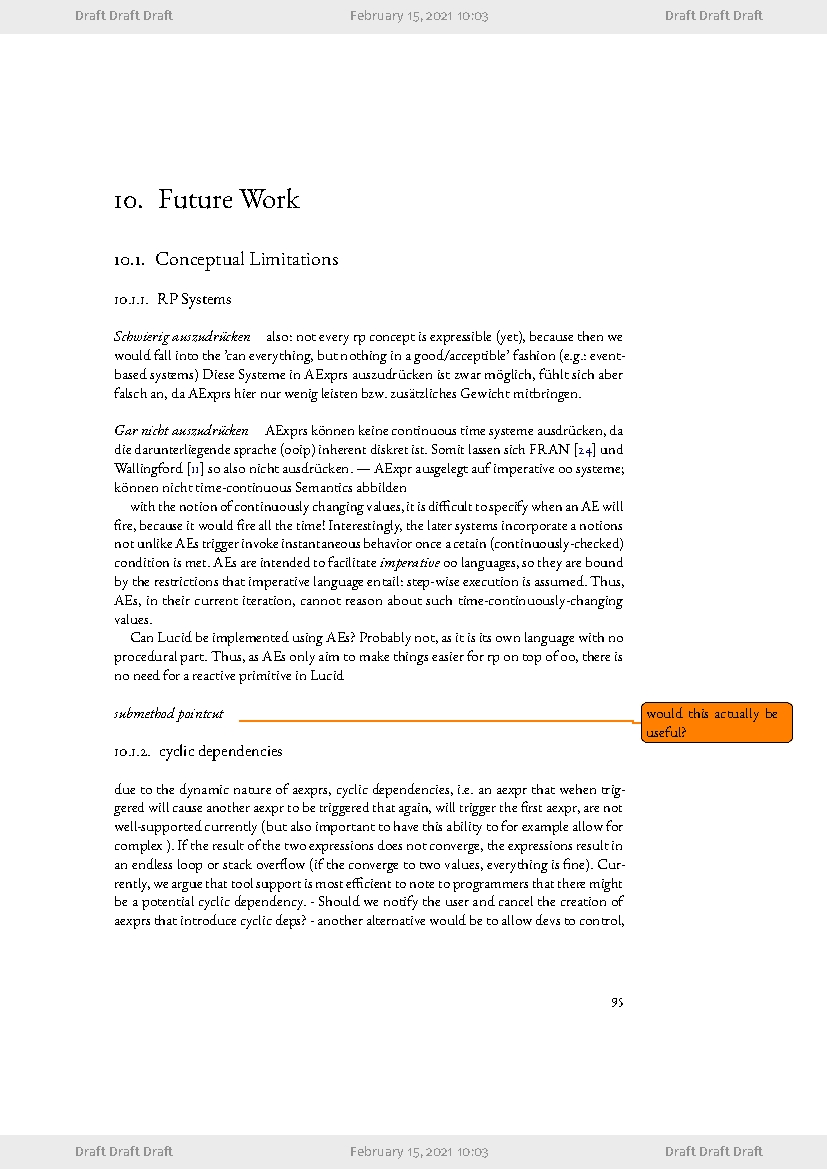 Draft Draft Draft February 15, 2021 10:03 Draft Draft Draft
10. Future Work
10.1. Conceptual Limitations
10.1.1. RP Systems
Schwierig auszudrücken also: not every rp concept is expressible (yet), because then we
would fall into the 'can everything, but nothing in a good/acceptible' fashion (e.g.: event-
based systems) Diese Systeme in AExprs auszudrücken ist zwar möglich, fühlt sich aber
falsch an, da AExprs hier nur wenig leisten bzw. zusätzliches Gewicht mitbringen.
Gar nicht auszudrücken AExprs können keine continuous time systeme ausdrücken, da
die darunterliegende sprache (ooip) inherent diskret ist. Somit lassen sich FRAN [24] und
Wallingford [11] so also nicht ausdrücken. — AExpr ausgelegt auf imperative oo systeme;
können nicht time-continuous Semantics abbilden
with the notion of continuously changing values, it is difficult to specify when an AE will
fire, because it would fire all the time! Interestingly, the later systems incorporate a notions
not unlike AEs trigger invoke instantaneous behavior once a cetain (continuously-checked)
condition is met. AEs are intended to facilitate imperative oo languages, so they are bound
by the restrictions that imperative language entail: step-wise execution is assumed. Thus,
AEs, in their current iteration, cannot reason about such time-continuously-changing
values.
Can Lucid be implemented using AEs? Probably not, as it is its own language with no
procedural part. Thus, as AEs only aim to make things easier for rp on top of oo, there is
no need for a reactive primitive in Lucid
submethod pointcut
would this actually be
useful?
10.1.2. cyclic dependencies
due to the dynamic nature of aexprs, cyclic dependencies, i.e. an aexpr that wehen trig-
gered will cause another aexpr to be triggered that again, will trigger the first aexpr, are not
well-supported currently (but also important to have this ability to for example allow for
complex ). If the result of the two expressions does not converge, the expressions result in
an endless loop or stack overflow (if the converge to two values, everything is fine). Cur-
rently, we argue that tool support is most efficient to note to programmers that there might
be a potential cyclic dependency. - Should we notify the user and cancel the creation of
aexprs that introduce cyclic deps? - another alternative would be to allow devs to control,
95
Draft Draft Draft February 15, 2021 10:03 Draft Draft Draft